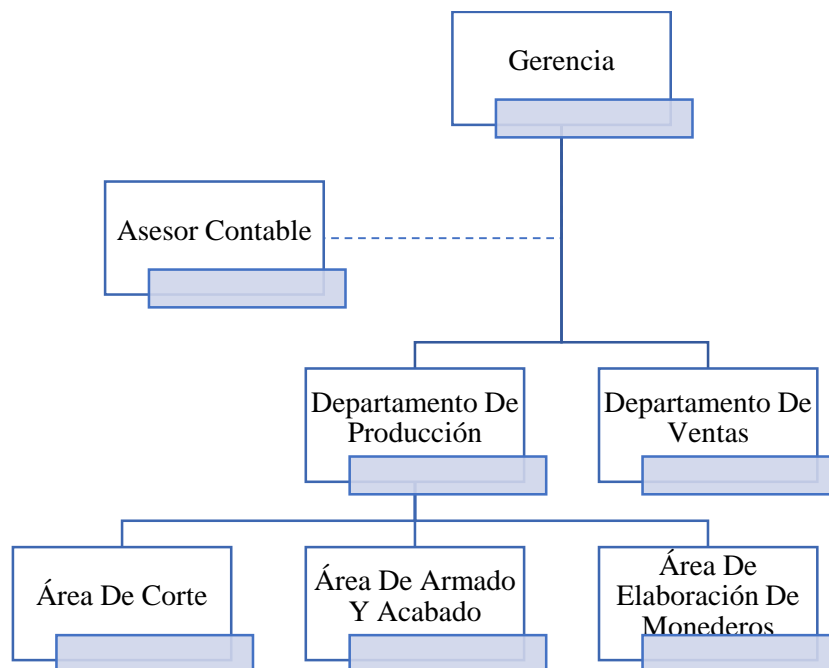 Gerencia
Asesor Contable
Departamento De
Producción
Departamento De
Ventas
Área De Corte
Área De Armado
Y Acabado
Área De
Elaboración De
Monederos